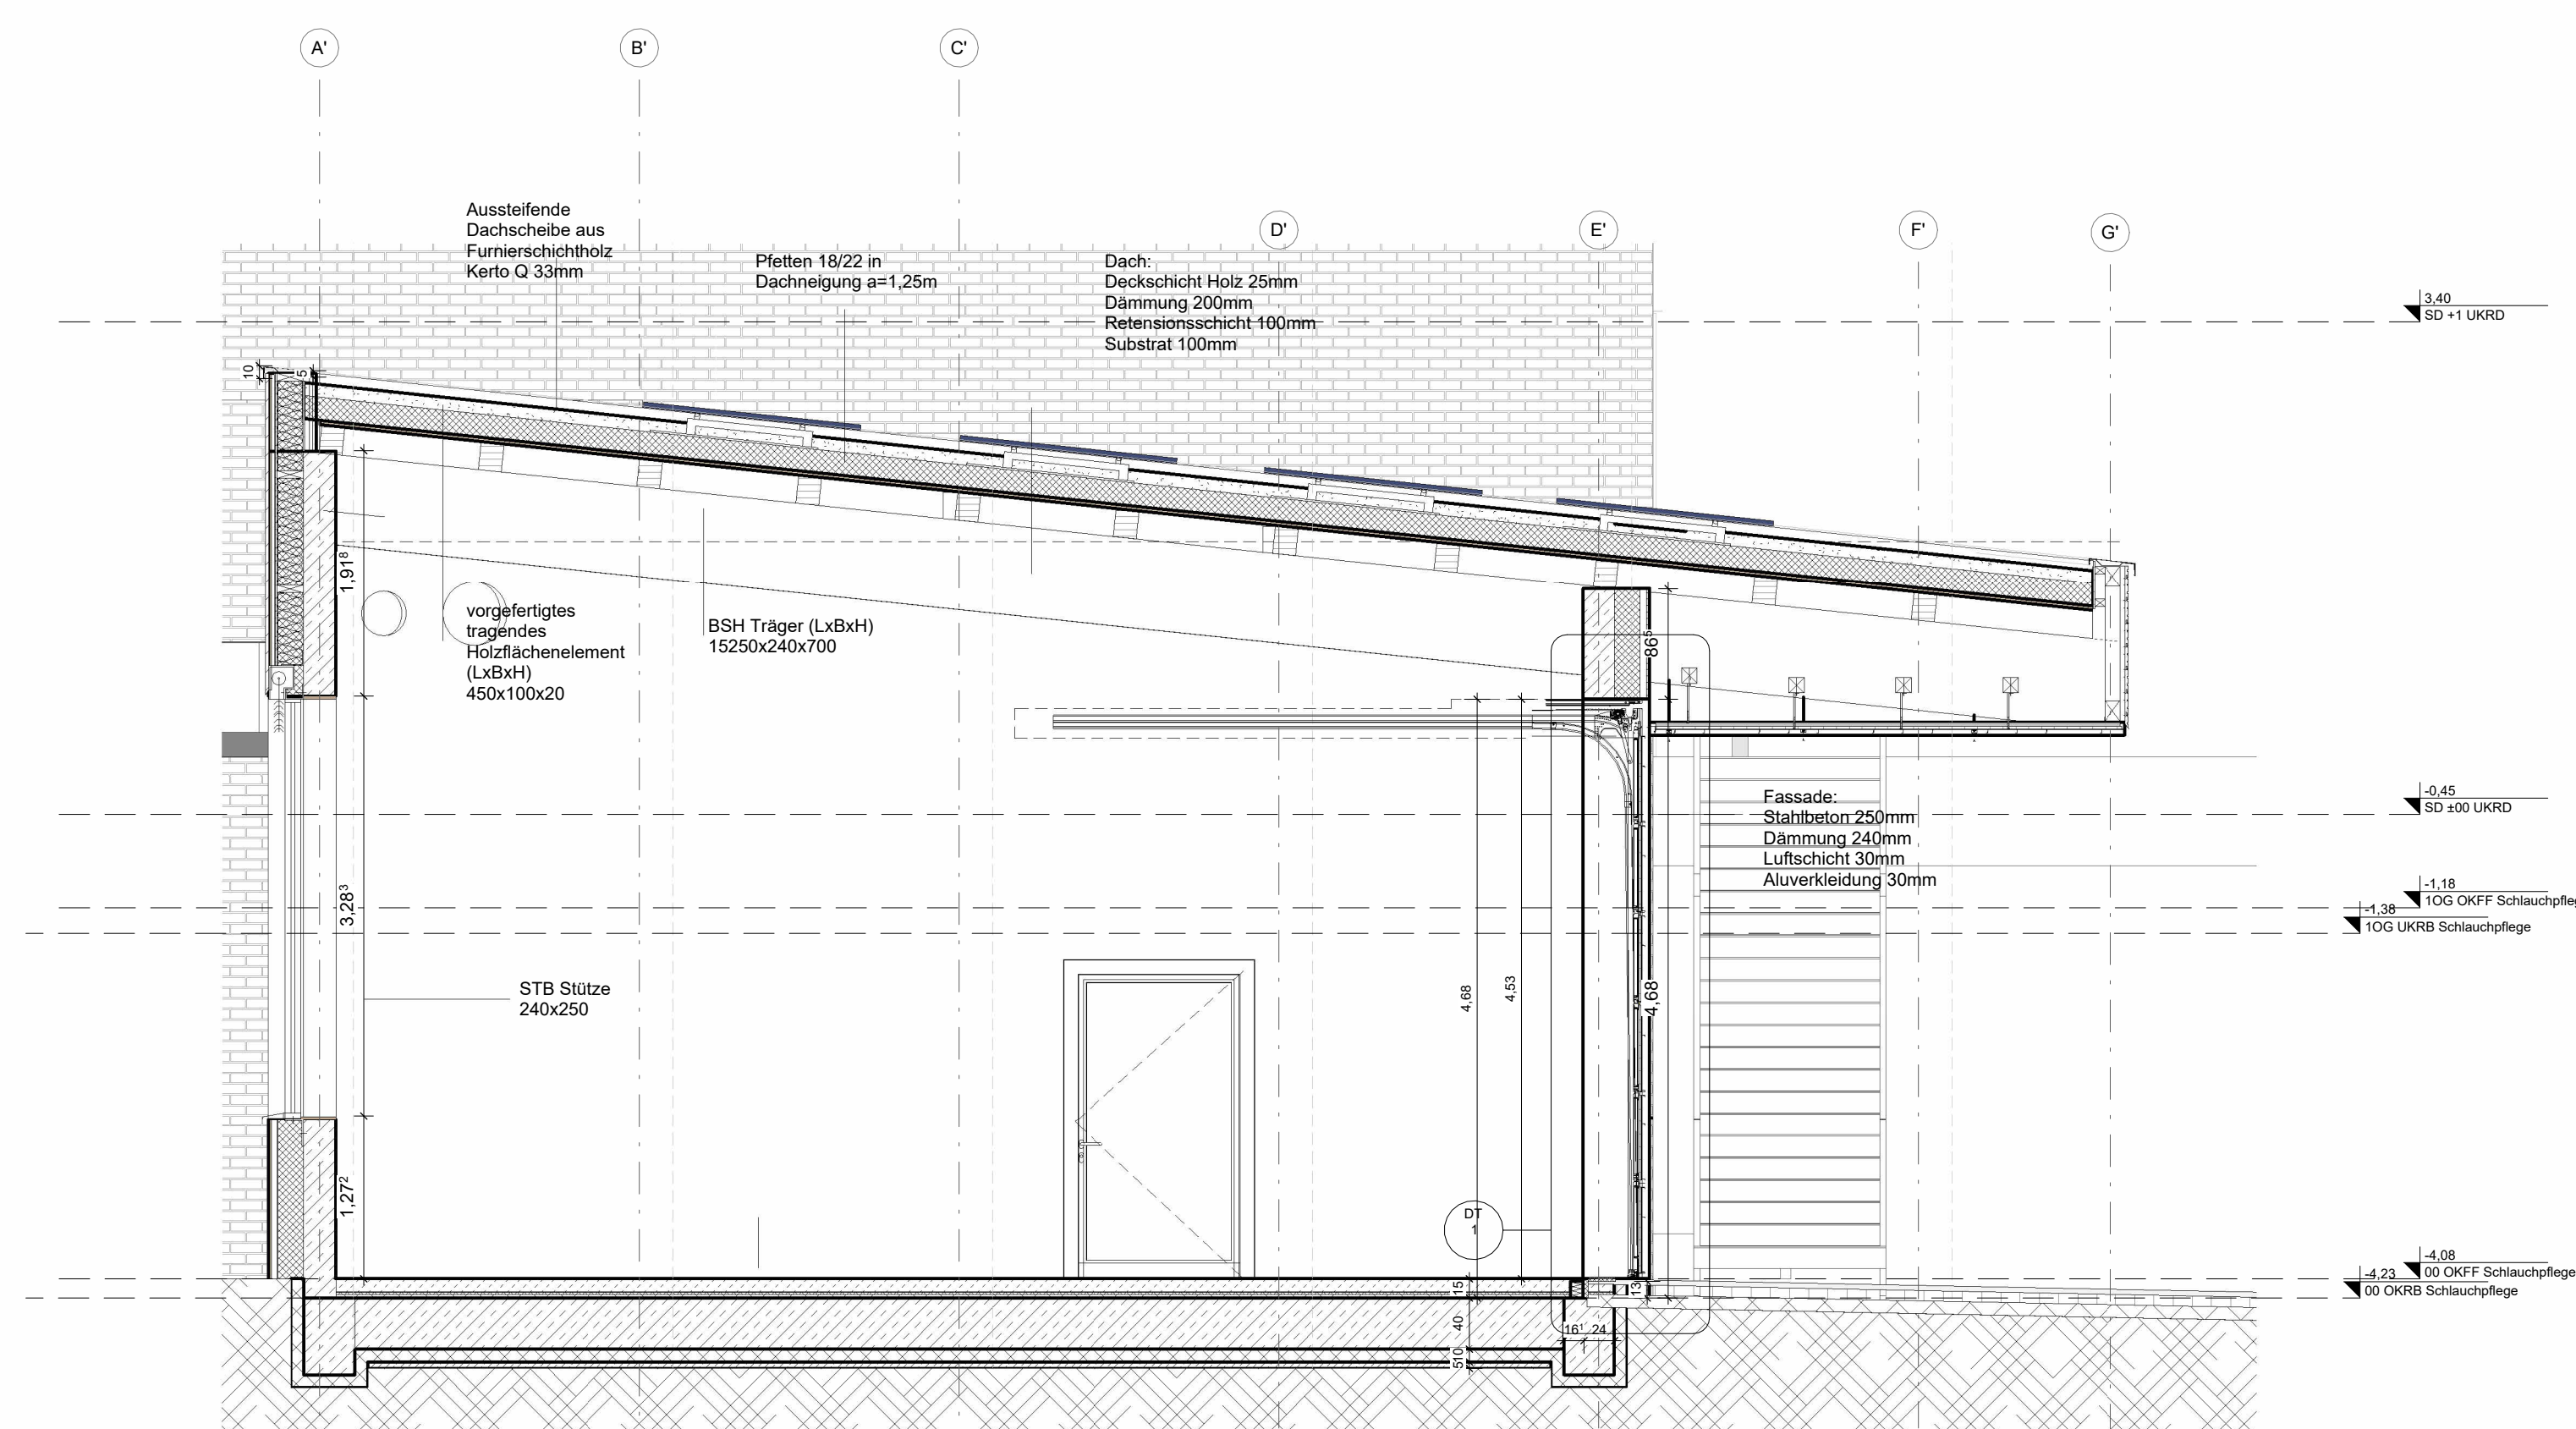 A'
B'
C'
D'
E'
F'
G'
Aussteifende
Dachscheibe aus
Furnierschichtholz
Kerto Q 33mm
Pfetten 18/22 in
Dachneigung a=1,25m
Dach:
Deckschicht Holz 25mm
Dämmung 200mm
Retensionsschicht 100mm
Substrat 100mm
3,40
SD +1 UKRD
10
5
1,91⁸
vorgefertigtes
tragendes
Holzflächenelement
(LxBxH)
450x100x20
BSH Träger (LxBxH)
15250x240x700
86⁵
Fassade:
Stahlbeton 250mm
Dämmung 240mm
Luftschicht 30mm
Aluverkleidung 30mm
-0,45
SD ±00 UKRD
-1,18
1OG OKFF Schlauchpfleg
-1,38
1OG UKRB Schlauchpflege
3,28³
STB Stütze
240x250
4,68
4,53
4,68
1,27²
DT
1
15
13
40
16¹
24
10
5
-4,08
00 OKFF Schlauchpflege
-4,23
00 OKRB Schlauchpflege